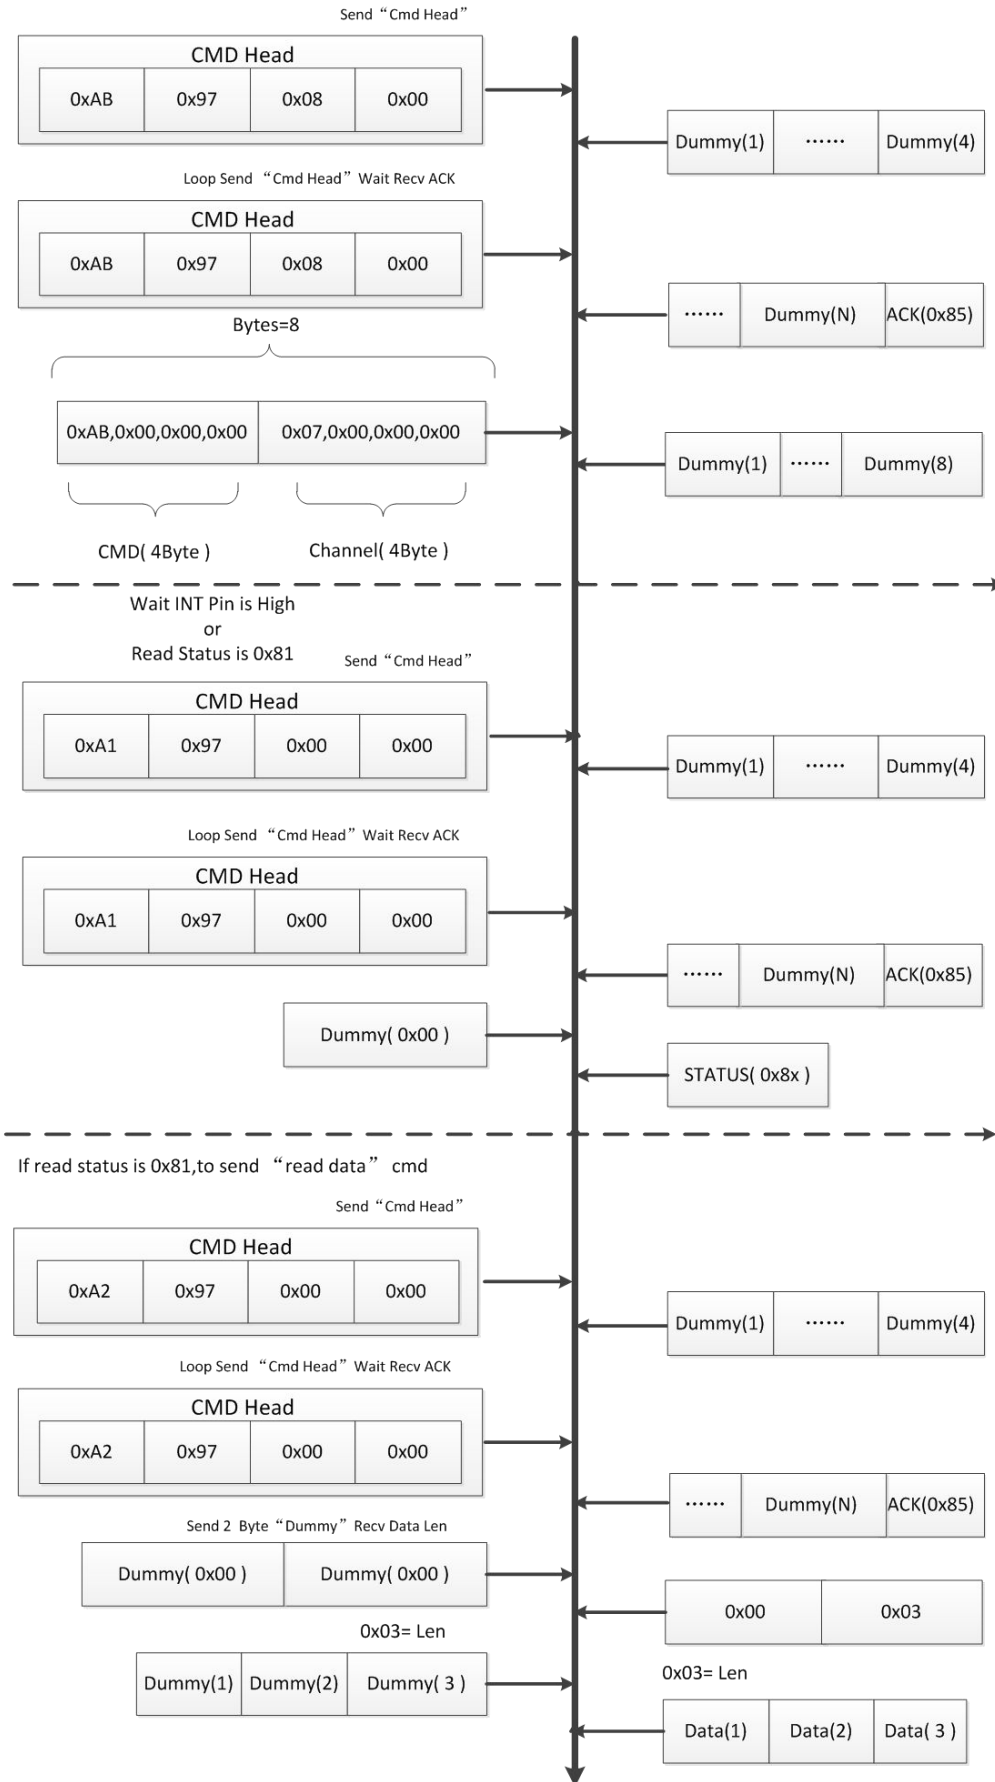 Send “Cmd Head”
CMD Head
0xAB 0x97 0x08 0x00
Dummy(1) ...... Dummy(4)
Loop Send “Cmd Head” Wait Recv ACK
CMD Head
0xAB 0x97 0x08 0x00
...... Dummy(N) ACK(0x85)
Bytes=8
0xAB,0x00,0x00,0x00 0x07,0x00,0x00,0x00
Dummy(1) ...... Dummy(8)
CMD( 4Byte ) Channel( 4Byte )
Wait INT Pin is High
or
Read Status is 0x81
Send “Cmd Head”
CMD Head
0xA1 0x97 0x00 0x00
Dummy(1) ...... Dummy(4)
Loop Send “Cmd Head” Wait Recv ACK
CMD Head
0xA1 0x97 0x00 0x00
...... Dummy(N) ACK(0x85)
Dummy( 0x00 )
STATUS( 0x8x )
If read status is 0x81,to send “read data” cmd
Send “Cmd Head”
CMD Head
0xA2 0x97 0x00 0x00
Dummy(1) ...... Dummy(4)
Loop Send “Cmd Head” Wait Recv ACK
CMD Head
0xA2 0x97 0x00 0x00
...... Dummy(N) ACK(0x85)
Send 2 Byte “Dummy” Recv Data Len
Dummy( 0x00 ) Dummy( 0x00 )
0x00 0x03
0x03= Len
Dummy(1) Dummy(2) Dummy( 3 )
0x03= Len
Data(1) Data(2) Data( 3 )